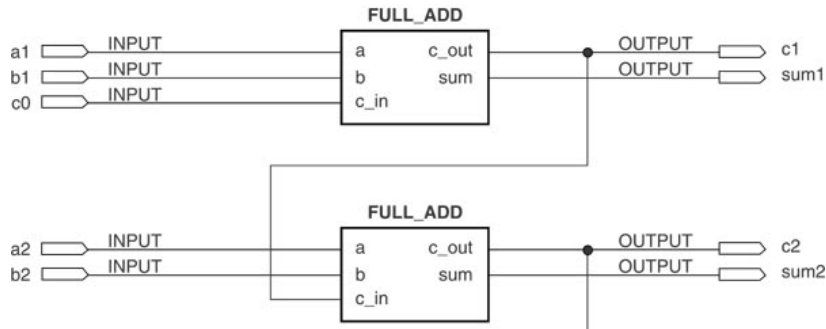 FULL_ADD
a1 INPUT a c_out OUTPUT c1
b1 INPUT b sum OUTPUT sum1
c0 INPUT c_in
FULL_ADD
a2 INPUT a c_out OUTPUT c2
b2 INPUT b sum OUTPUT sum2
c_in